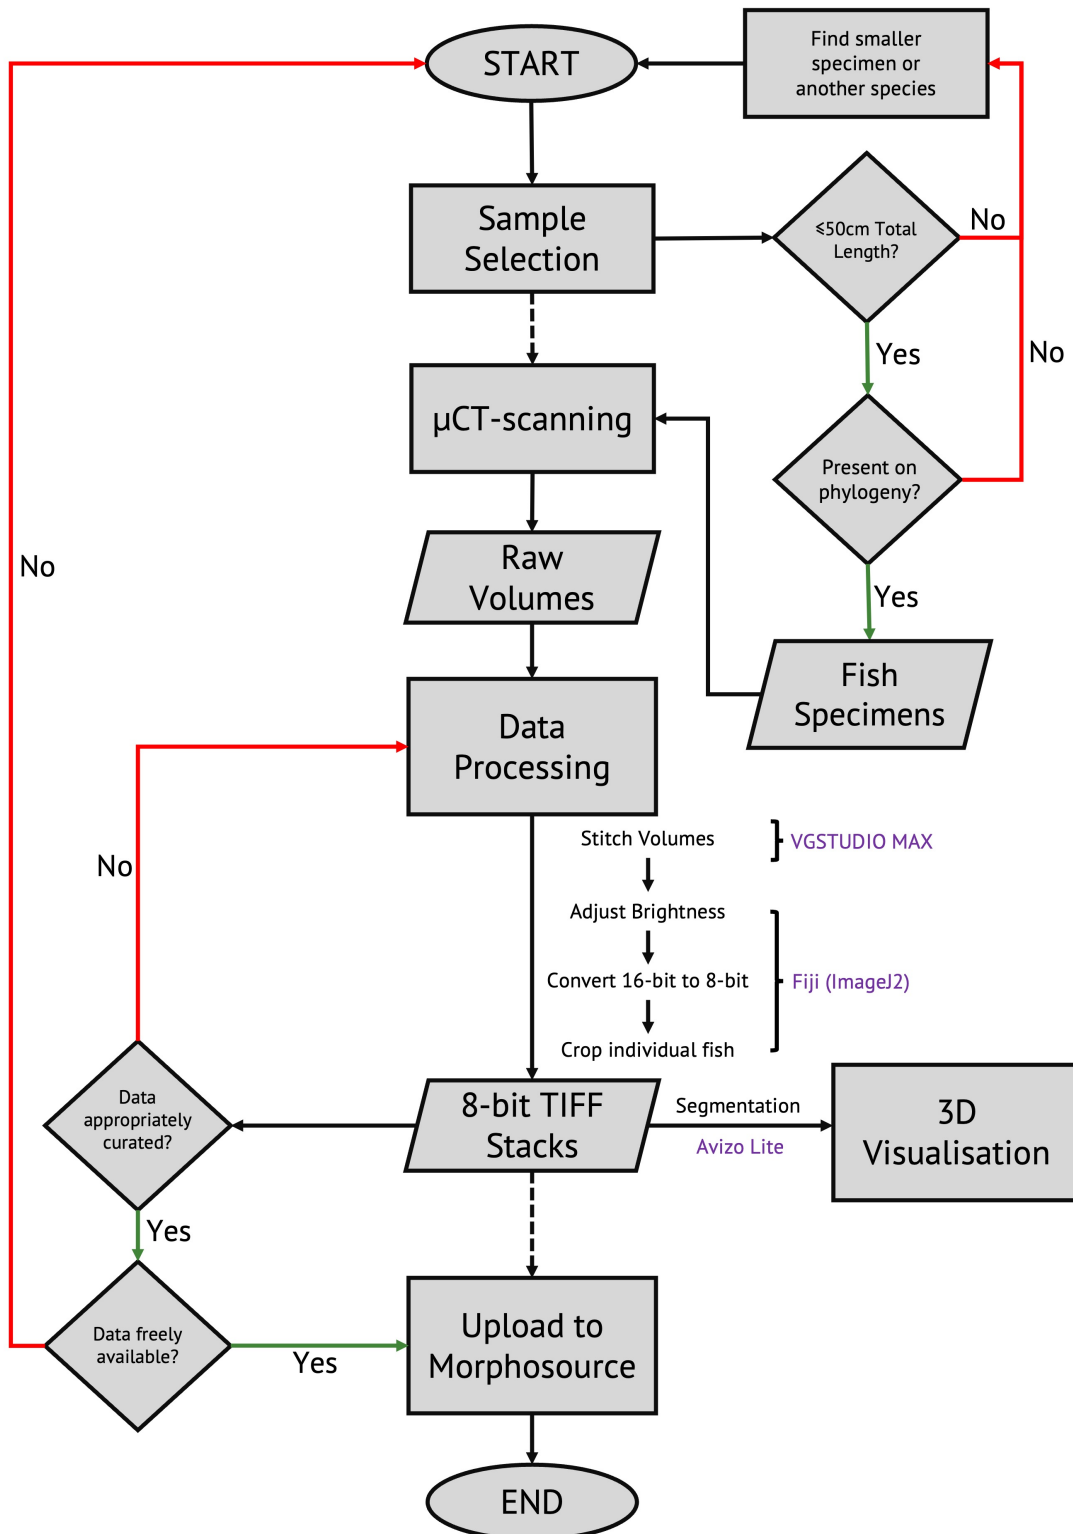 START
Find smaller
specimen or
another species
Sample
Selection
≤50cm Total
Length?
No
Yes
No
µCT-scanning
Present on
phylogeny?
Yes
Raw
Volumes
No
Fish
Specimens
Data
Processing
Stitch Volumes
VGSTUDIO MAX
No
Adjust Brightness
Convert 16-bit to 8-bit
Fiji (ImageJ2)
Crop individual fish
Data
appropriately
curated?
8-bit TIFF
Stacks
Segmentation
Avizo Lite
3D
Visualisation
Yes
Data freely
available?
Yes
Upload to
Morphosource
END